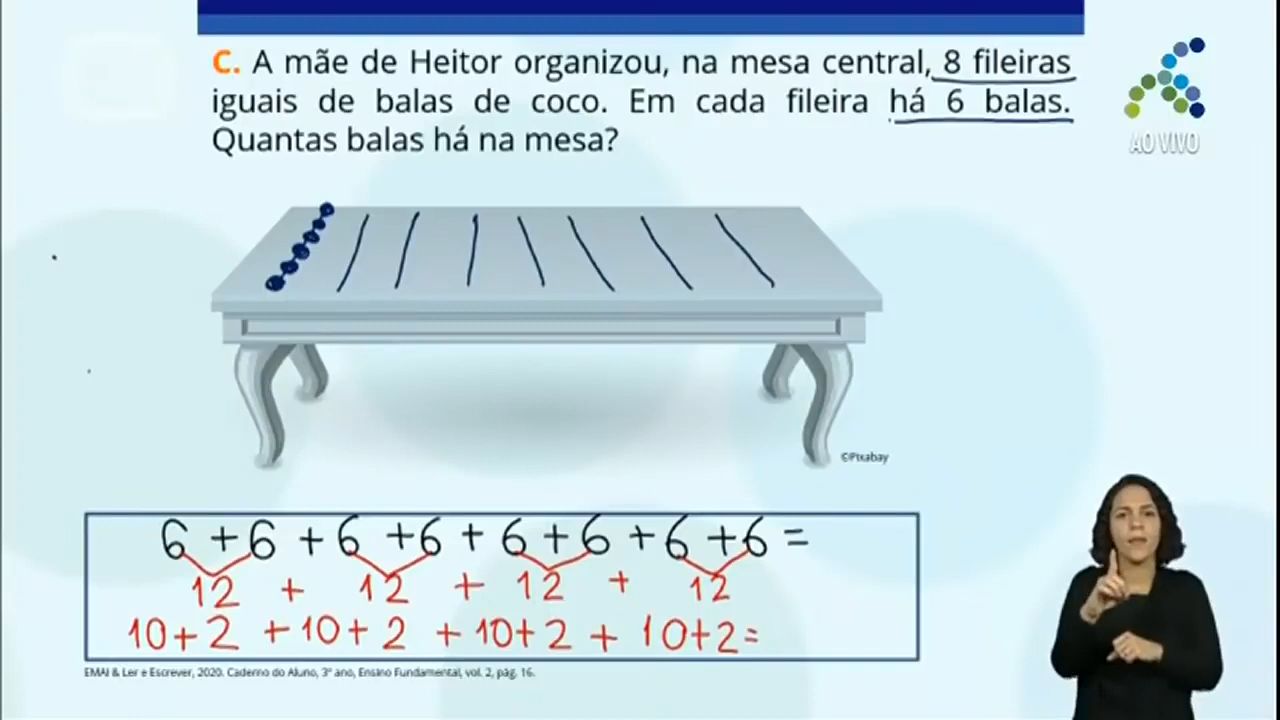 C. A mãe de Heitor organizou, na mesa central, 8 fileiras
iguais de balas de coco. Em cada fileira há 6 balas.
Quantas balas há na mesa?
AO VIVO
©Pixabay
6 + 6 + 6 + 6 + 6 + 6 + 6 + 6 =
12 + 12 + 12 + 12
10 + 2 + 10 + 2 + 10 + 2 + 10 + 2 =
EMAI & Ler e Escrever, 2020. Caderno do Aluno, 3º ano, Ensino Fundamental, vol. 2, pág. 16.